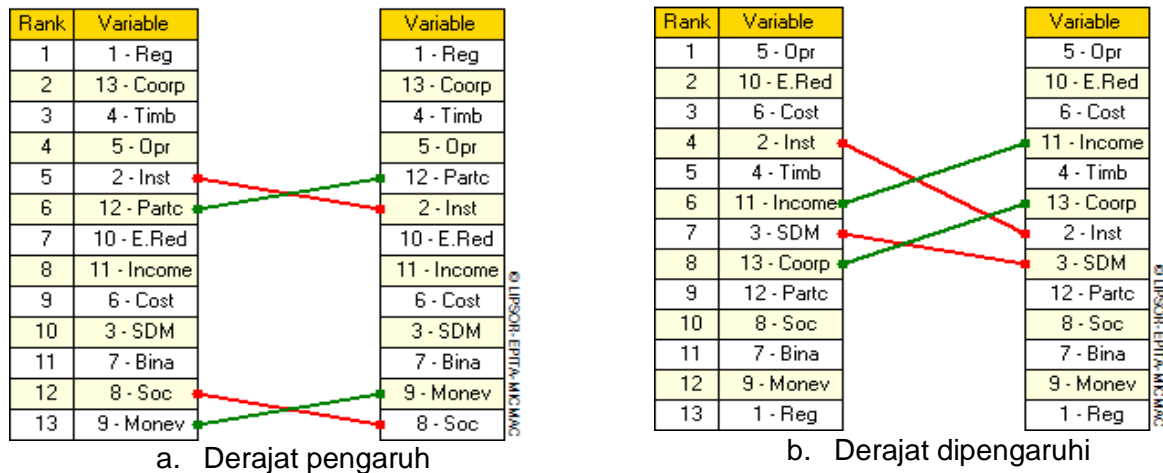 Rank Variable Variable
1 1 - Reg 1 - Reg
2 13 - Coorp 13 - Coorp
3 4 - Timb 4 - Timb
4 5 - Opr 5 - Opr
5 2 - Inst 12 - Partc
6 12 - Partc 2 - Inst
7 10 - E.Red 10 - E.Red
8 11 - Income 11 - Income
9 6 - Cost 6 - Cost
10 3 - SDM 3 - SDM
11 7 - Bina 7 - Bina
12 8 - Soc 9 - Monev
13 9 - Monev 8 - Soc
© LIPSOR-EPITA-MICMAC
a. Derajat pengaruh
Rank Variable Variable
1 5 - Opr 5 - Opr
2 10 - E.Red 10 - E.Red
3 6 - Cost 6 - Cost
4 2 - Inst 11 - Income
5 4 - Timb 4 - Timb
6 11 - Income 13 - Coorp
7 3 - SDM 2 - Inst
8 13 - Coorp 3 - SDM
9 12 - Partc 12 - Partc
10 8 - Soc 8 - Soc
11 7 - Bina 7 - Bina
12 9 - Monev 9 - Monev
13 1 - Reg 1 - Reg
© LIPSOR-EPITA-MICMAC
b. Derajat dipengaruhi